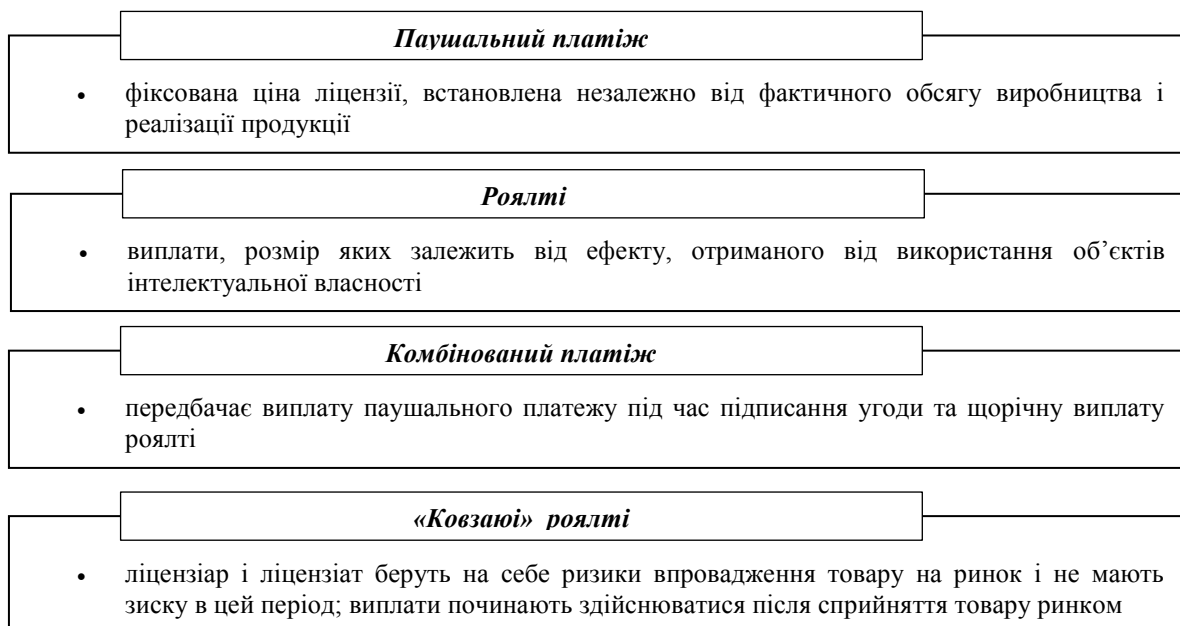 Паушальний платіж
• фіксована ціна ліцензії, встановлена незалежно від фактичного обсягу виробництва і
реалізації продукції
Роялті
• виплати, розмір яких залежить від ефекту, отриманого від використання об’єктів
інтелектуальної власності
Комбінований платіж
• передбачає виплату паушального платежу під час підписання угоди та щорічну виплату
роялті
«Ковзаюі» роялті
• ліцензіар і ліцензіат беруть на себе ризики впровадження товару на ринок і не мають
зиску в цей період; виплати починають здійснюватися після сприйняття товару ринком